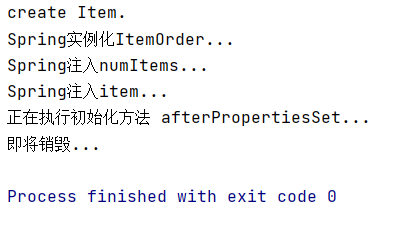 create Item.
Spring实例化ItemOrder...
Spring注入numItems...
Spring注入item...
正在执行初始化方法 afterPropertiesSet...
即将销毁...
Process finished with exit code 0